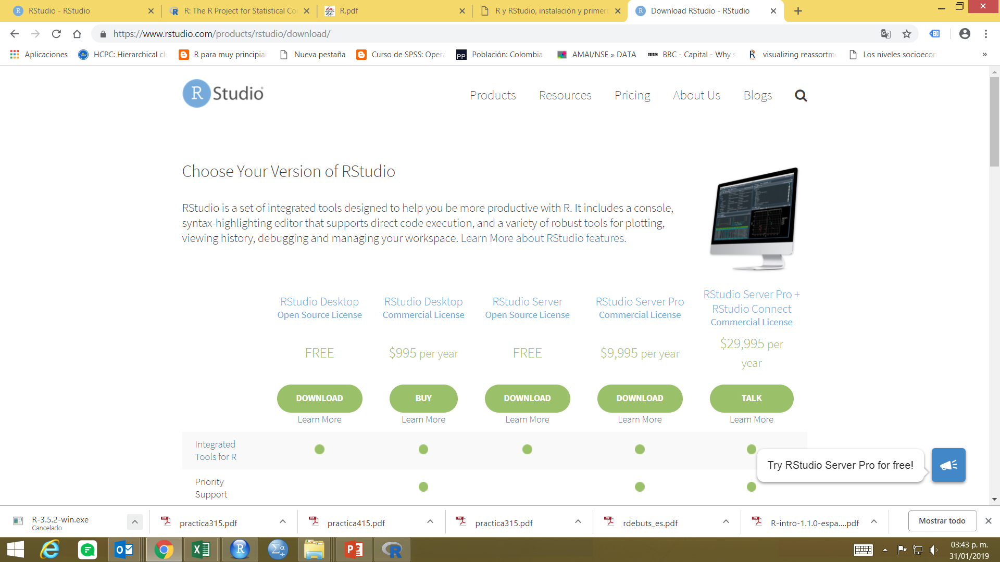 RStudio - RStudio
R: The R Project for Statistical Co
R.pdf
R y RStudio, instalación y primero
Download RStudio - RStudio
https://www.rstudio.com/products/rstudio/download/
Aplicaciones
HCPC: Hierarchical clu
R para muy principian
Nueva pestaña
Curso de SPSS: Opera
PP
Población: Colombia
AMAI/NSE » DATA
BBC
BBC - Capital - Why s
visualizing reassortme
Los niveles socioecon
»
R Studio
Products
Resources
Pricing
About Us
Blogs
Choose Your Version of RStudio
RStudio is a set of integrated tools designed to help you be more productive with R. It includes a console,
syntax-highlighting editor that supports direct code execution, and a variety of robust tools for plotting,
viewing history, debugging and managing your workspace. Learn More about RStudio features.
RStudio Desktop
Open Source License
FREE
DOWNLOAD
Learn More
RStudio Desktop
Commercial License
$995 per year
BUY
Learn More
RStudio Server
Open Source License
FREE
DOWNLOAD
Learn More
RStudio Server Pro
Commercial License
$9,995 per year
DOWNLOAD
Learn More
RStudio Server Pro +
RStudio Connect
Commercial License
$29,995 per
year
TALK
Learn More
Integrated
Tools for R
Priority
Support
Try RStudio Server Pro for free!
R-3.5.2-win.exe
Cancelado
practica315.pdf
practica415.pdf
practica315.pdf
rdebuts_es.pdf
R-intro-1.1.0-espa....pdf
Mostrar todo
03:43 p. m.
31/01/2019